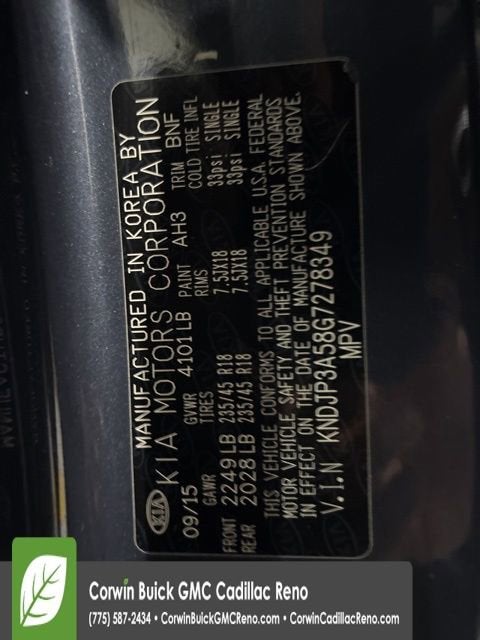 MANUFACTURED IN KOREA BY
KIA MOTORS CORPORATION
KIA
09/15 GVWR 4101LB PAINT AH3 TRIM BNF
GAWR TIRES RIMS COLD TIRE INFL
FRONT 2249LB 235/45 R18 7.5JX18 33psi SINGLE
REAR 2028LB 235/45 R18 7.5JX18 33psi SINGLE
THIS VEHICLE CONFORMS TO ALL APPLICABLE U.S.A. FEDERAL
MOTOR VEHICLE SAFETY AND THEFT PREVENTION STANDARDS
IN EFFECT ON THE DATE OF MANUFACTURE SHOWN ABOVE.
V.I.N KNDJP3A58G7278349
MPV
Corwin Buick GMC Cadillac Reno
(775) 587-2434 • CorwinBuickGMCReno.com • CorwinCadillacReno.com